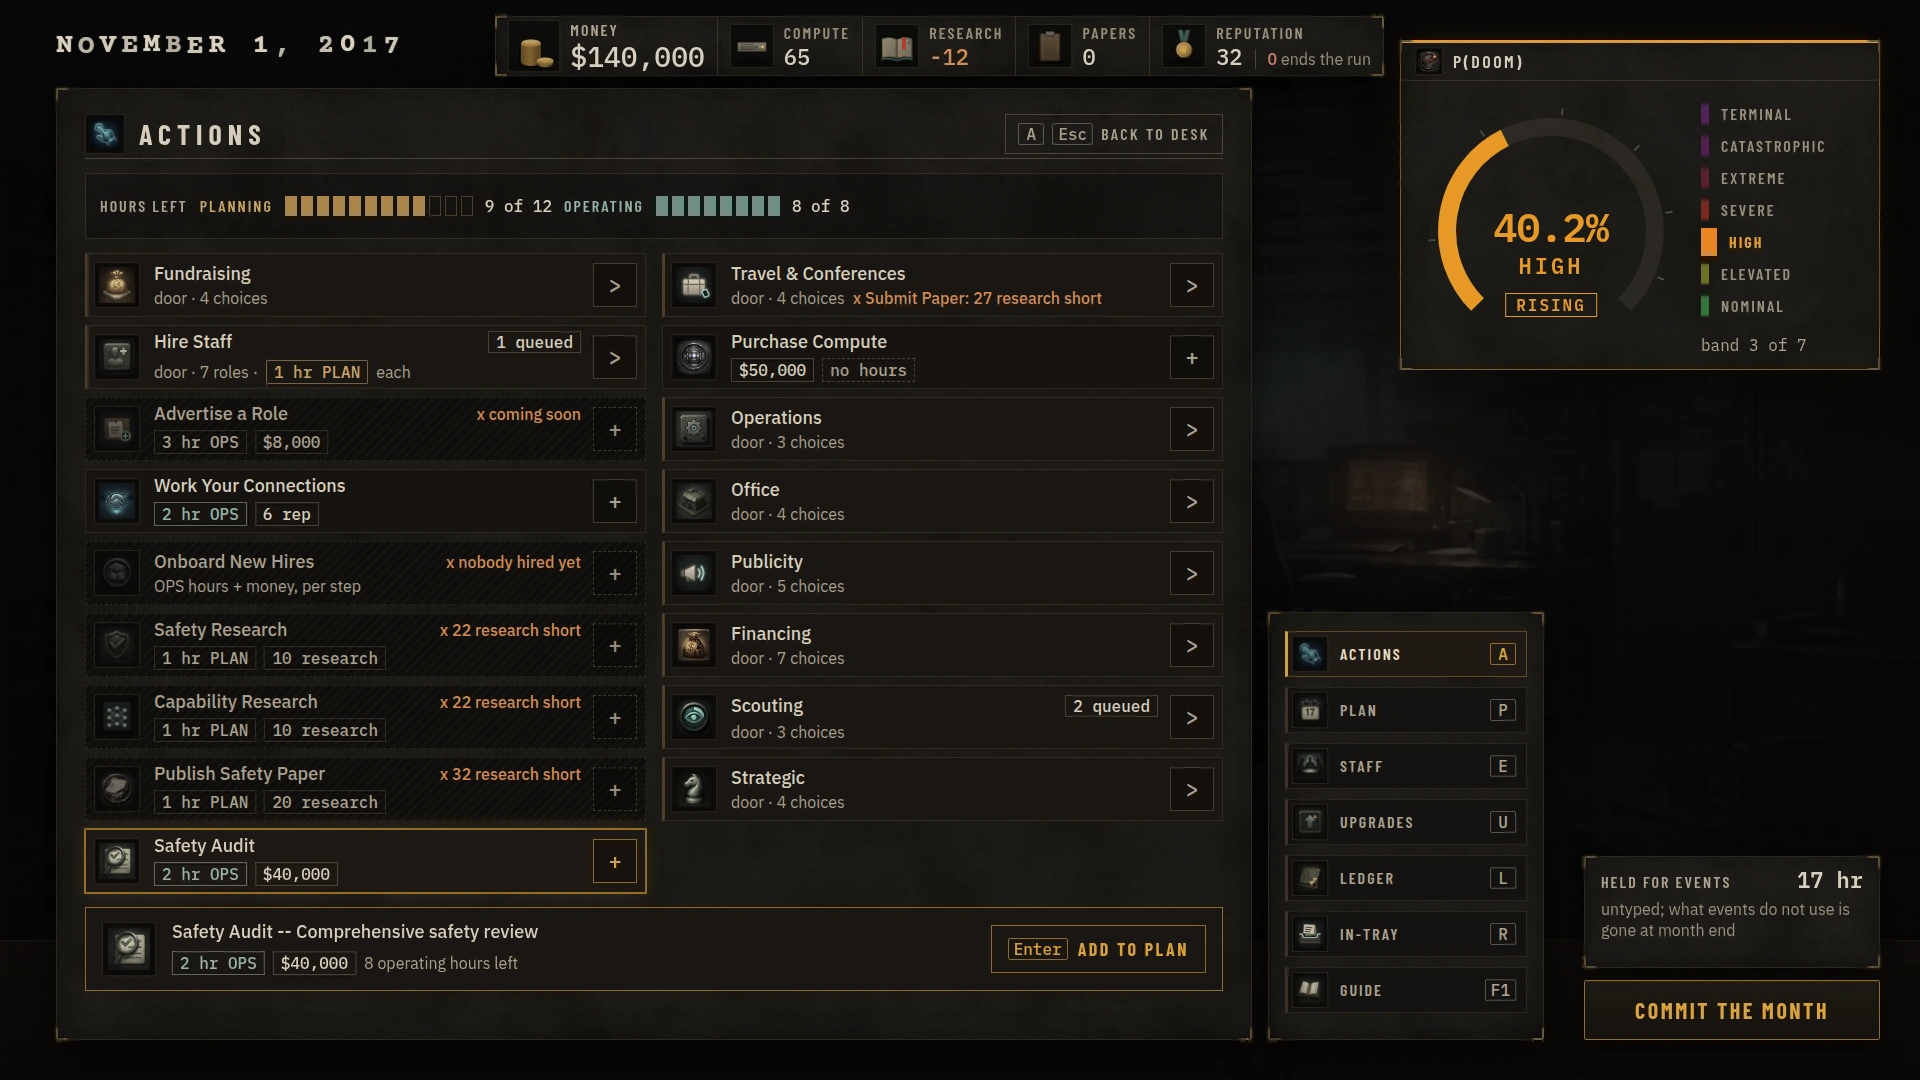 NOVEMBER 1, 2017
MONEY
$140,000
COMPUTE
65
RESEARCH
-12
PAPERS
0
REPUTATION
32 0 ends the run
P(DOOM)
40.2%
HIGH
RISING
TERMINAL
CATASTROPHIC
EXTREME
SEVERE
HIGH
ELEVATED
NOMINAL
band 3 of 7
ACTIONS
A Esc BACK TO DESK
HOURS LEFT PLANNING 9 of 12 OPERATING 8 of 8
Fundraising
door · 4 choices
>
Hire Staff
1 queued
door · 7 roles · 1 hr PLAN each
>
Advertise a Role
x coming soon
3 hr OPS $8,000
+
Work Your Connections
2 hr OPS 6 rep
+
Onboard New Hires
x nobody hired yet
OPS hours + money, per step
+
Safety Research
x 22 research short
1 hr PLAN 10 research
+
Capability Research
x 22 research short
1 hr PLAN 10 research
+
Publish Safety Paper
x 32 research short
1 hr PLAN 20 research
+
Safety Audit
2 hr OPS $40,000
+
Travel & Conferences
door · 4 choices x Submit Paper: 27 research short
>
Purchase Compute
$50,000 no hours
+
Operations
door · 3 choices
>
Office
door · 4 choices
>
Publicity
door · 5 choices
>
Financing
door · 7 choices
>
Scouting
2 queued
door · 3 choices
>
Strategic
door · 4 choices
>
Safety Audit -- Comprehensive safety review
2 hr OPS $40,000 8 operating hours left
Enter ADD TO PLAN
ACTIONS A
17
PLAN P
STAFF E
UPGRADES U
LEDGER L
IN-TRAY R
GUIDE F1
HELD FOR EVENTS 17 hr
untyped; what events do not use is
gone at month end
COMMIT THE MONTH